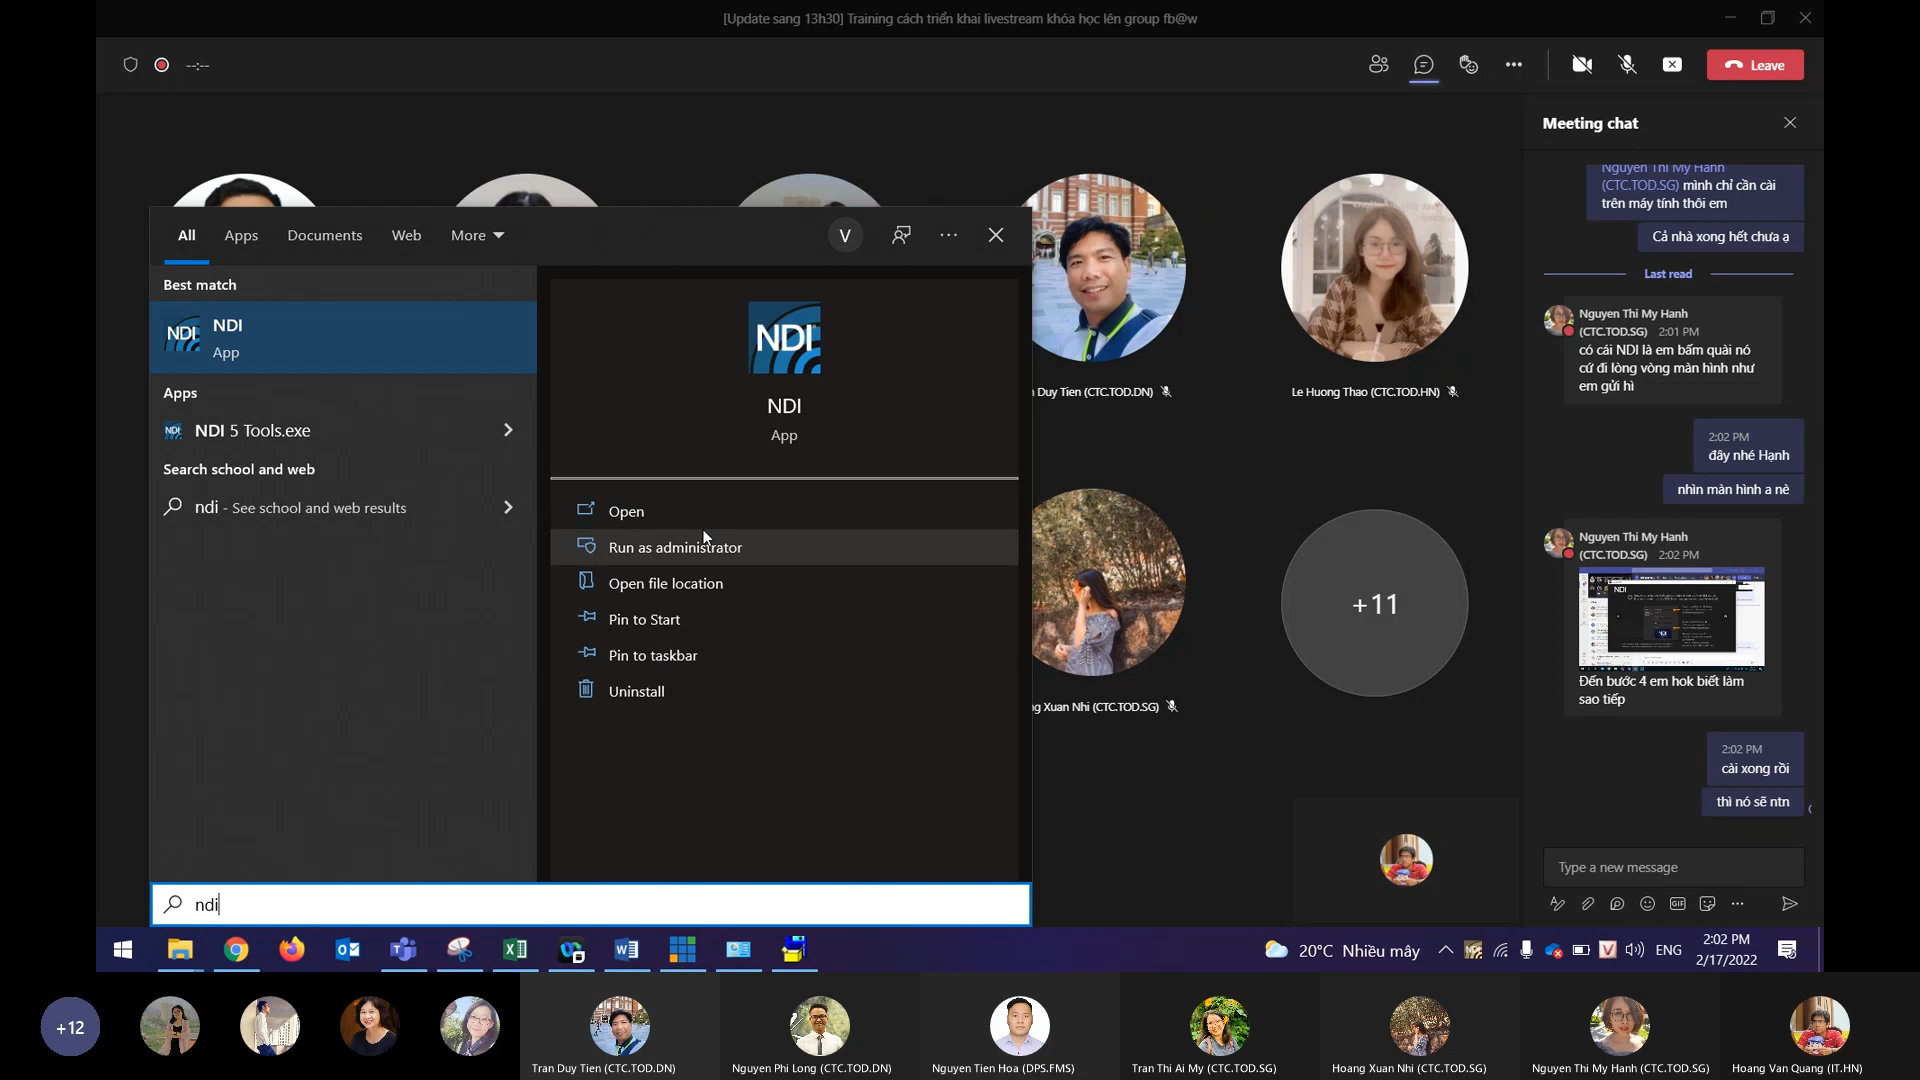 [Update sang 13h30] Training cách triển khai livestream khóa học lên group fb@w
--:--
Leave
Meeting chat
Nguyen Thi My Hanh
(CTC.TOD.SG) mình chỉ cần cài
trên máy tính thôi em
Cả nhà xong hết chưa ạ
Last read
Nguyen Thi My Hanh
(CTC.TOD.SG) 2:01 PM
có cái NDI là em bấm quài nó
cứ đi lòng vòng màn hình như
em gửi hì
2:02 PM
đây nhé Hạnh
nhìn màn hình a nè
Nguyen Thi My Hanh
(CTC.TOD.SG) 2:02 PM
NDI
Đến bước 4 em hok biết làm
sao tiếp
2:02 PM
cài xong rồi
thì nó sẽ ntn
Type a new message
GIF
All
Apps
Documents
Web
More
V
Best match
NDI
NDI
App
Apps
NDI
NDI 5 Tools.exe
Search school and web
ndi - See school and web results
NDI
NDI
App
Open
Run as administrator
Open file location
Pin to Start
Pin to taskbar
Uninstall
ndi
Duy Tien (CTC.TOD.DN)
Le Huong Thao (CTC.TOD.HN)
g Xuan Nhi (CTC.TOD.SG)
+11
20°C Nhiều mây
ENG
2:02 PM
2/17/2022
+12
Tran Duy Tien (CTC.TOD.DN)
Nguyen Phi Long (CTC.TOD.DN)
Nguyen Tien Hoa (DPS.FMS)
Tran Thi Ai My (CTC.TOD.SG)
Hoang Xuan Nhi (CTC.TOD.SG)
Nguyen Thi My Hanh (CTC.TOD.SG)
Hoang Van Quang (IT.HN)